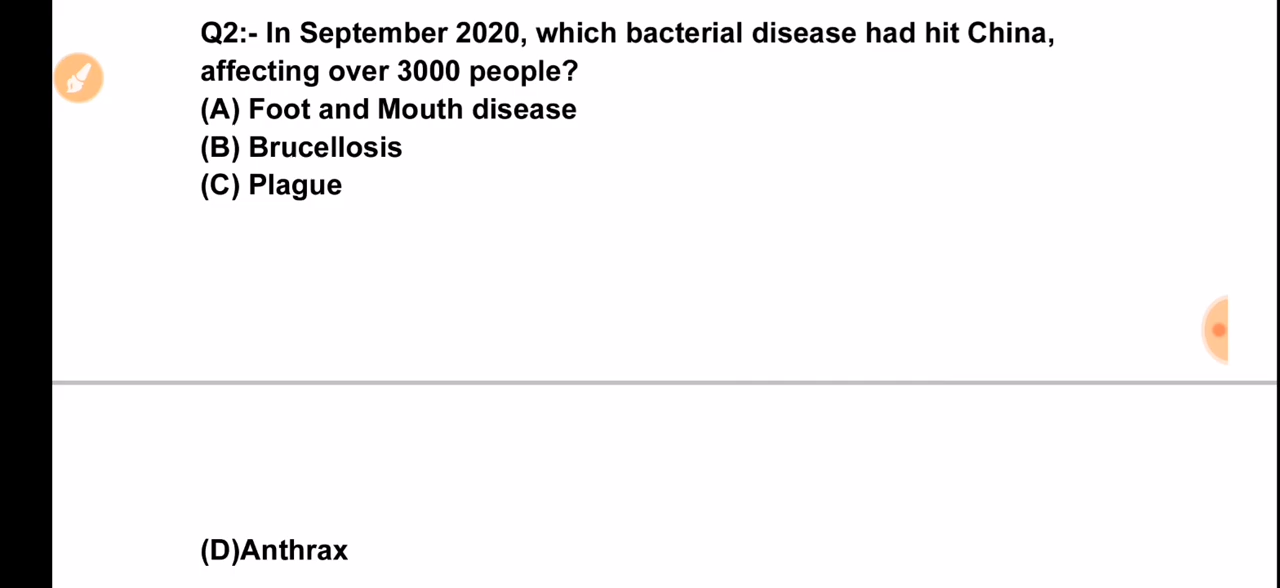 Q2:- In September 2020, which bacterial disease had hit China,
affecting over 3000 people?
(A) Foot and Mouth disease
(B) Brucellosis
(C) Plague
(D)Anthrax